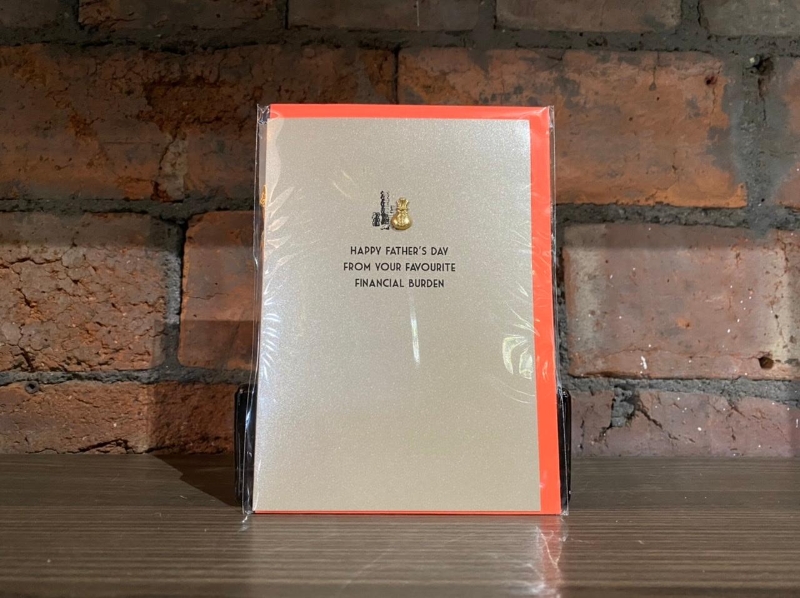 HAPPY FATHER'S DAY
FROM YOUR FAVOURITE
FINANCIAL BURDEN